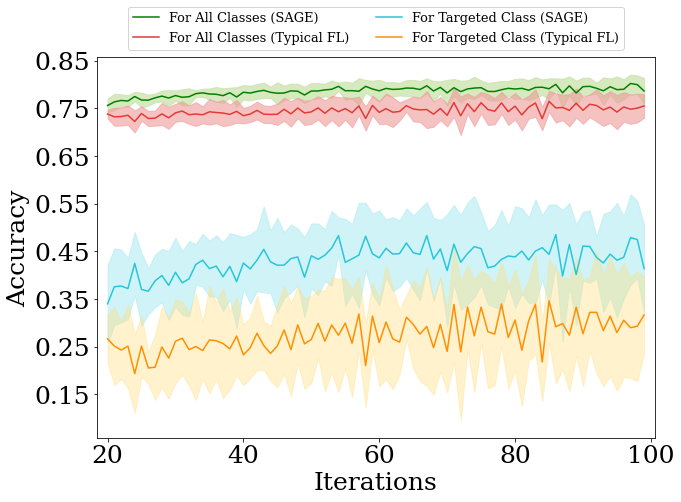 For All Classes (SAGE)
For All Classes (Typical FL)
For Targeted Class (SAGE)
For Targeted Class (Typical FL)
0.85
0.75
0.65
0.55
0.45
0.35
0.25
0.15
Accuracy
20
40
60
80
100
Iterations